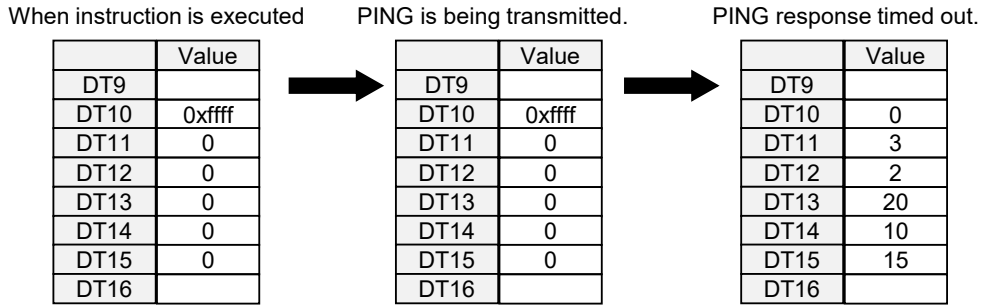 When instruction is executed PING is being transmitted. PING response timed out.
Value Value Value
DT9 DT9 DT9
DT10 0xffff DT10 0xffff DT10 0
DT11 0 DT11 0 DT11 3
DT12 0 DT12 0 DT12 2
DT13 0 DT13 0 DT13 20
DT14 0 DT14 0 DT14 10
DT15 0 DT15 0 DT15 15
DT16 DT16 DT16